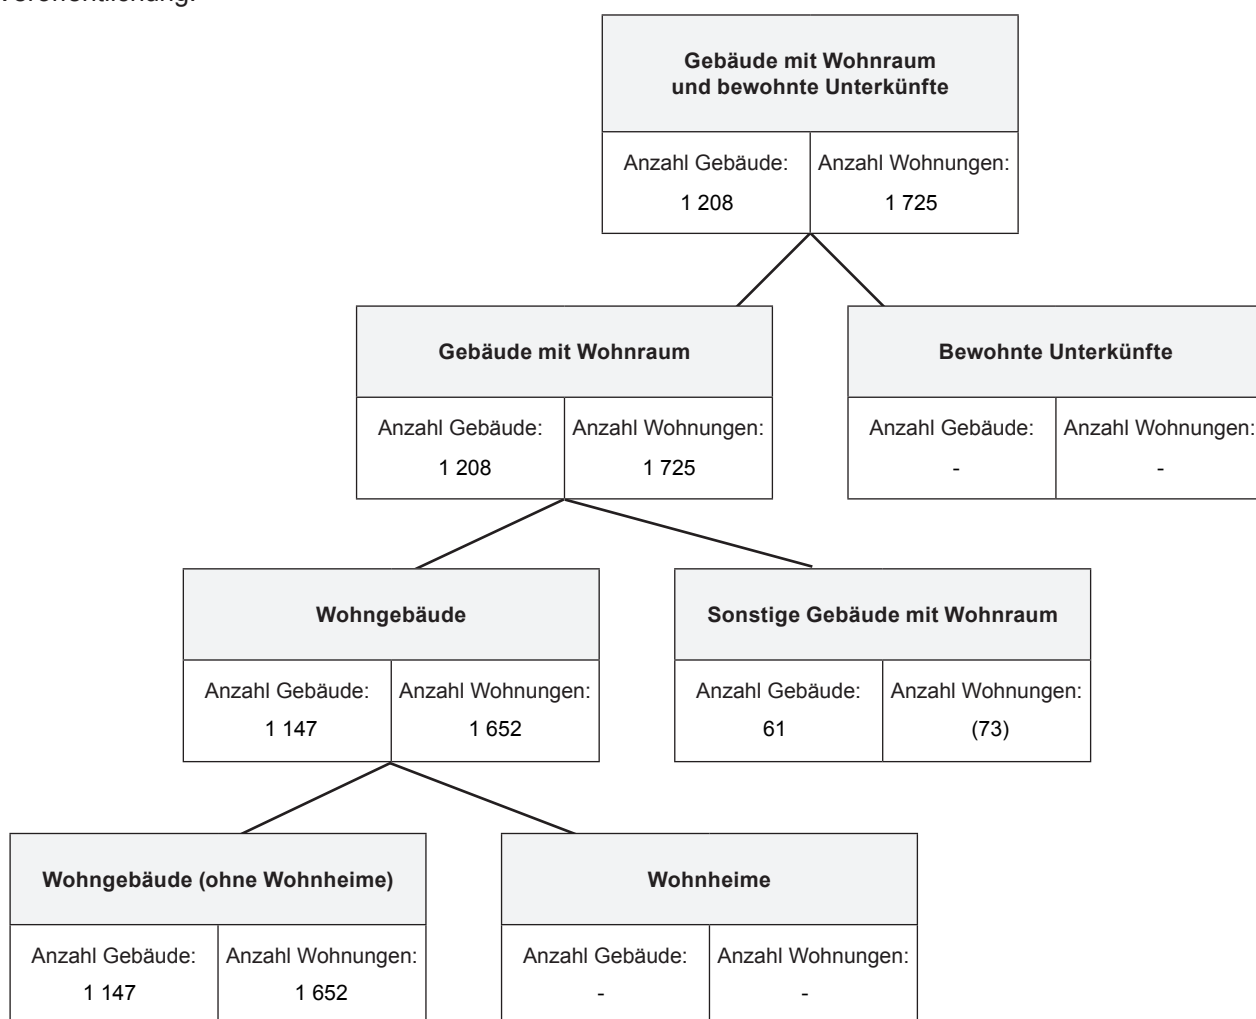 Gebäude mit Wohnraum
und bewohnte Unterkünfte
Anzahl Gebäude: Anzahl Wohnungen:
1 208 1 725
Gebäude mit Wohnraum
Anzahl Gebäude: Anzahl Wohnungen:
1 208 1 725
Bewohnte Unterkünfte
Anzahl Gebäude: Anzahl Wohnungen:
- -
Wohngebäude
Anzahl Gebäude: Anzahl Wohnungen:
1 147 1 652
Sonstige Gebäude mit Wohnraum
Anzahl Gebäude: Anzahl Wohnungen:
61 (73)
Wohngebäude (ohne Wohnheime)
Anzahl Gebäude: Anzahl Wohnungen:
1 147 1 652
Wohnheime
Anzahl Gebäude: Anzahl Wohnungen:
- -